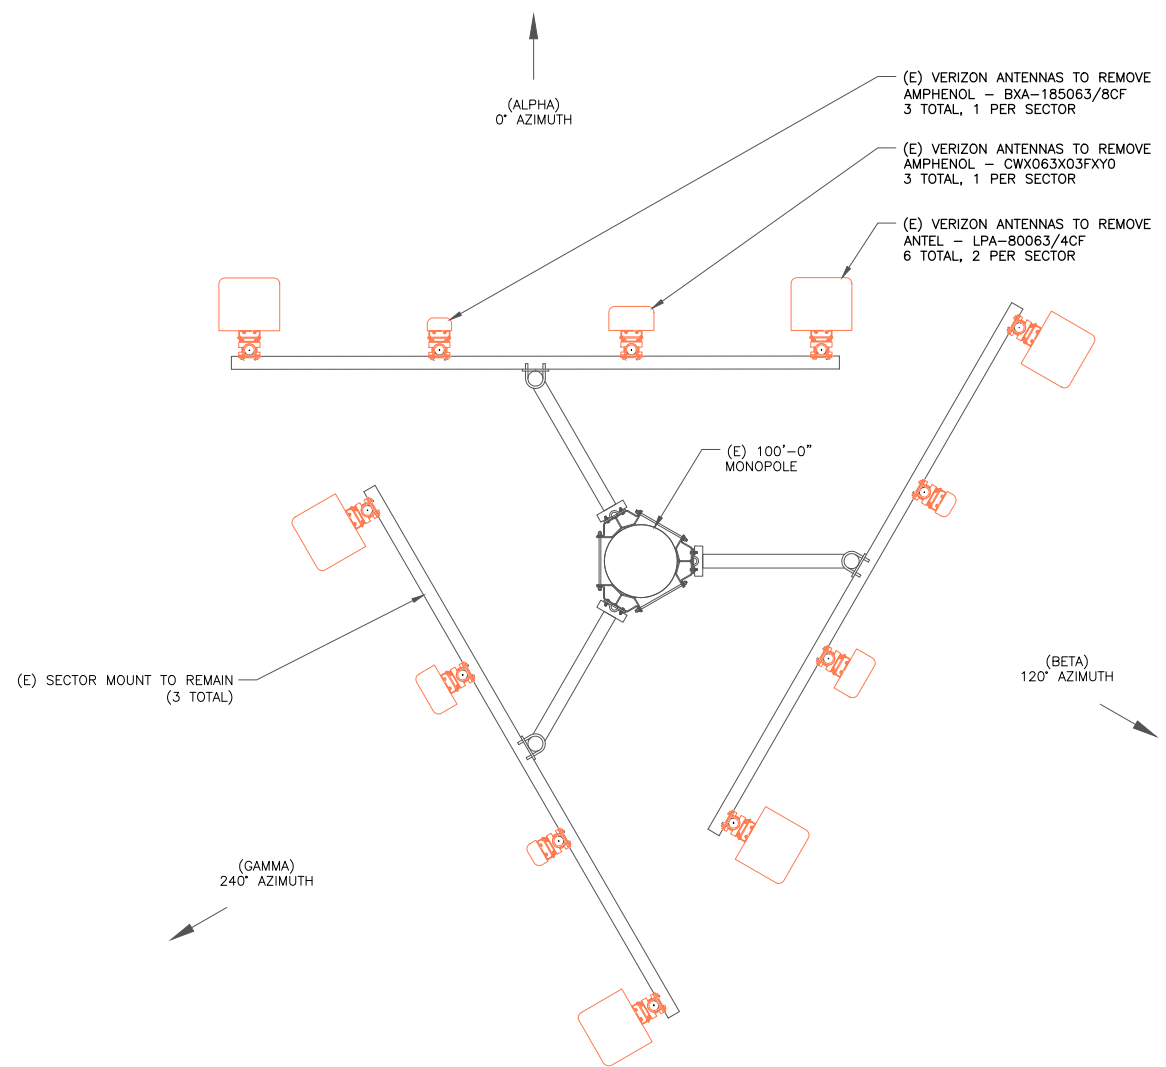 (ALPHA)
0° AZIMUTH
(E) VERIZON ANTENNAS TO REMOVE
AMPHENOL - BXA-185063/8CF
3 TOTAL, 1 PER SECTOR
(E) VERIZON ANTENNAS TO REMOVE
AMPHENOL - CWX063X03FXY0
3 TOTAL, 1 PER SECTOR
(E) VERIZON ANTENNAS TO REMOVE
ANTEL - LPA-80063/4CF
6 TOTAL, 2 PER SECTOR
(E) 100'-0"
MONOPOLE
(E) SECTOR MOUNT TO REMAIN
(3 TOTAL)
(BETA)
120° AZIMUTH
(GAMMA)
240° AZIMUTH